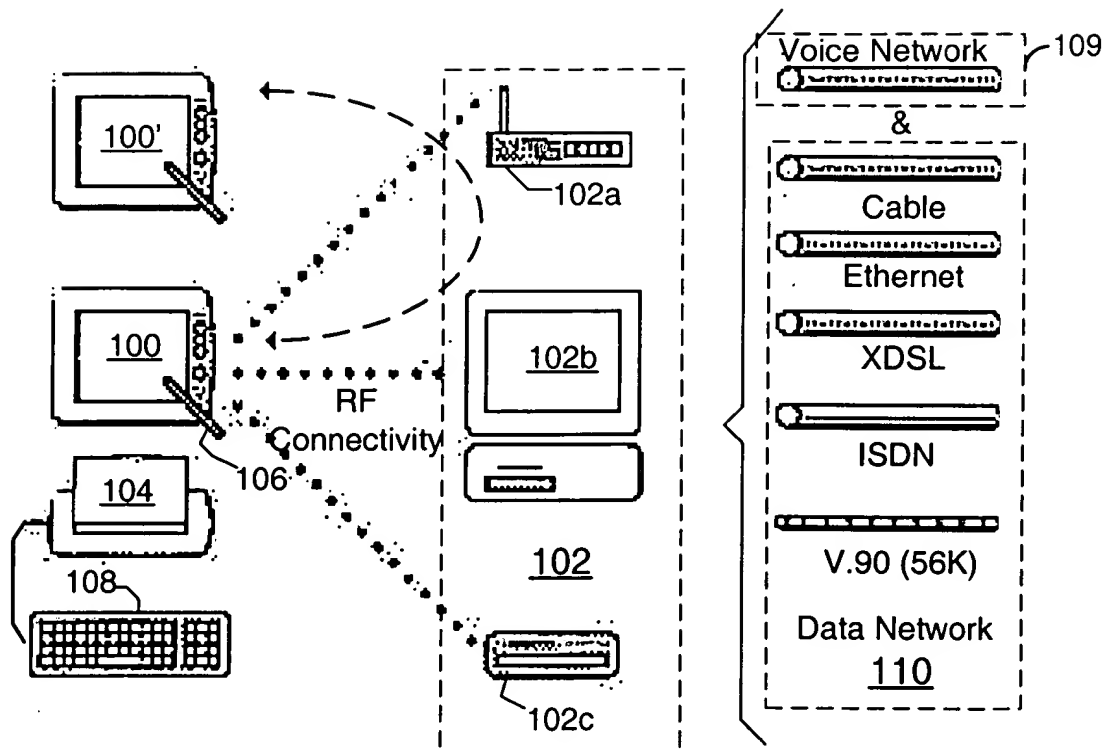 Voice Network
109
&
100'
102a
Cable
Ethernet
100
102b
XDSL
RF
Connectivity
106
ISDN
104
102
V.90 (56K)
108
Data Network
110
102c